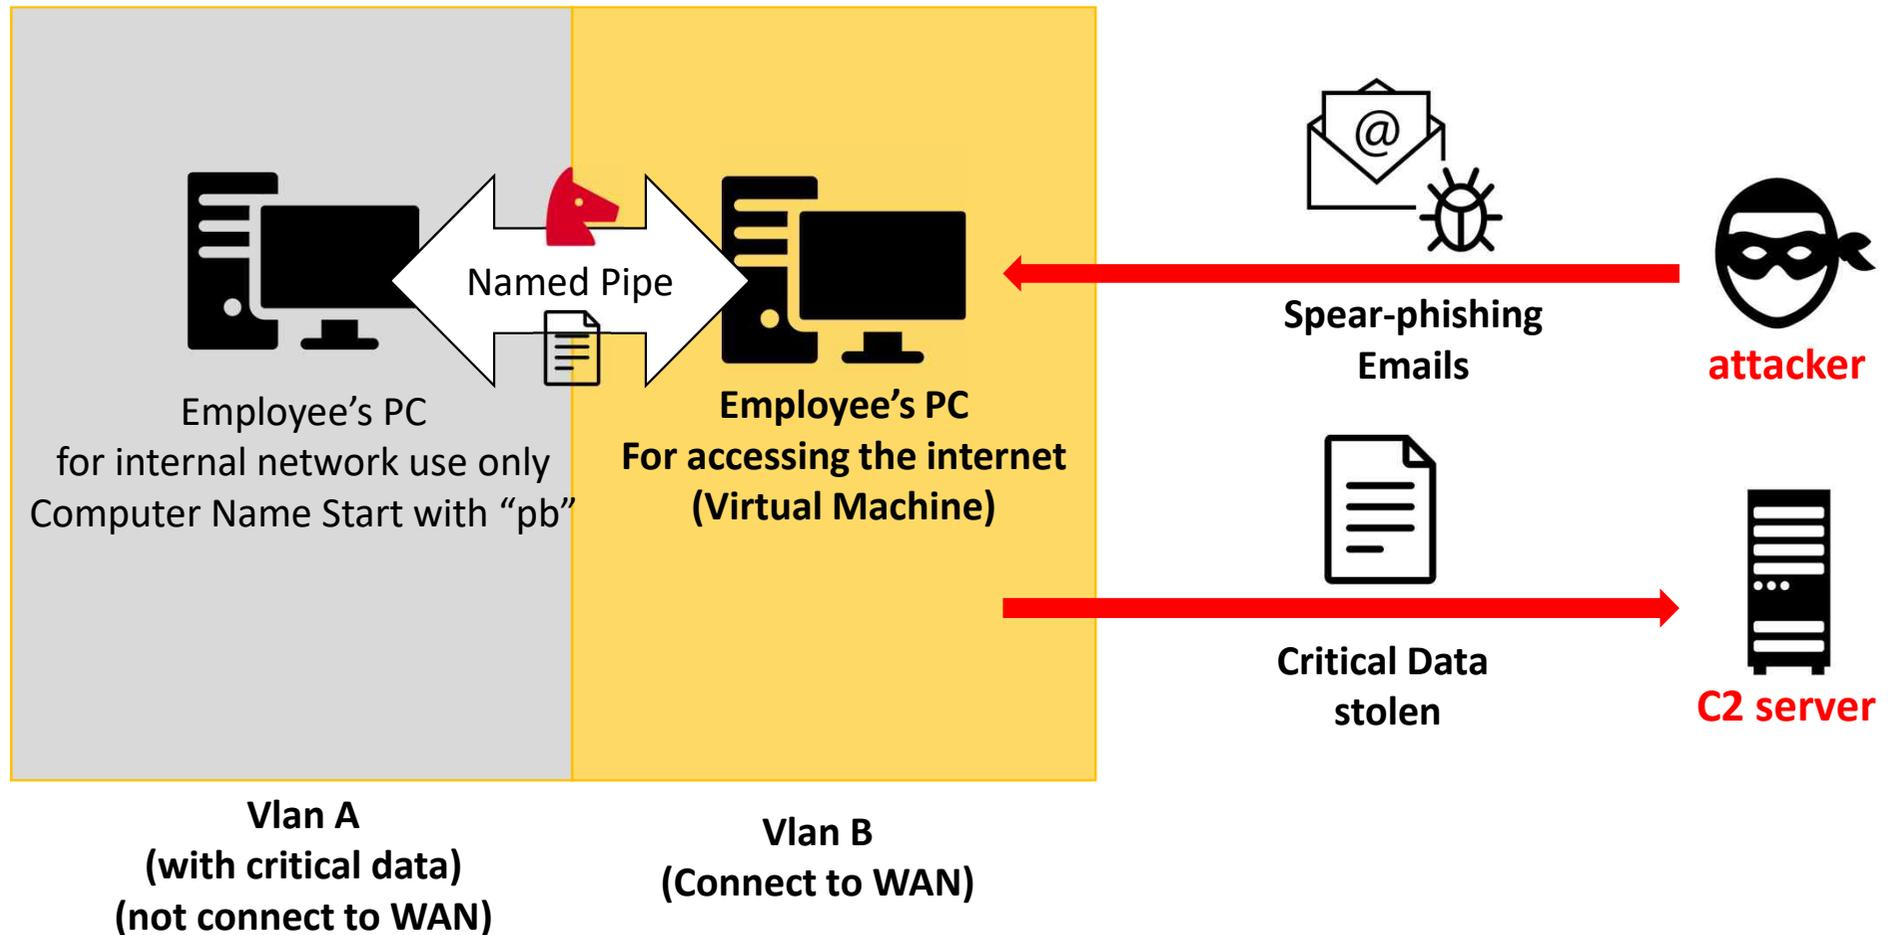 @
Named Pipe
Employee’s PC
for internal network use only
Computer Name Start with “pb”
Employee’s PC
For accessing the internet
(Virtual Machine)
Spear-phishing
Emails
attacker
Critical Data
stolen
C2 server
Vlan A
(with critical data)
(not connect to WAN)
Vlan B
(Connect to WAN)